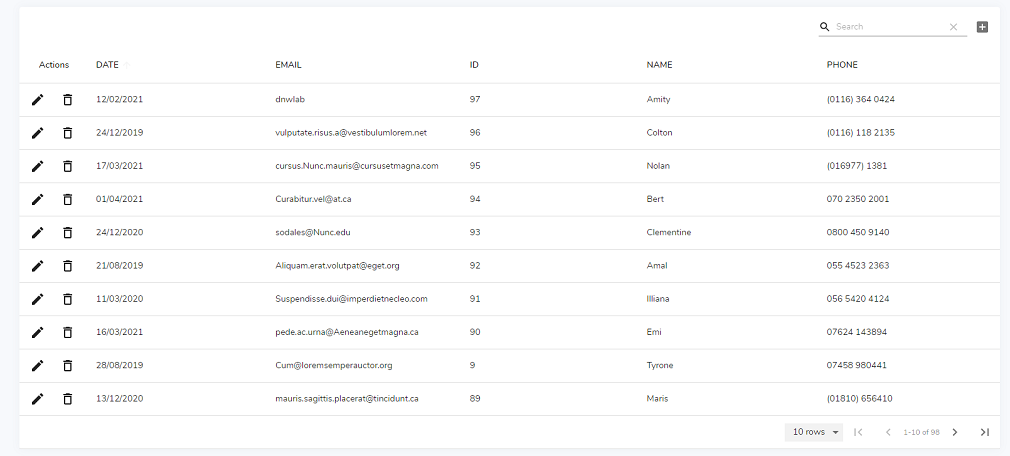 Search
Actions DATE EMAIL ID NAME PHONE
12/02/2021 dnwlab 97 Amity (0116) 364 0424
24/12/2019 vulputate.risus.a@vestibulumlorem.net 96 Colton (0116) 118 2135
17/03/2021 cursus.Nunc.mauris@cursusetmagna.com 95 Nolan (016977) 1381
01/04/2021 Curabitur.vel@at.ca 94 Bert 070 2350 2001
24/12/2020 sodales@Nunc.edu 93 Clementine 0800 450 9140
21/08/2019 Aliquam.erat.volutpat@eget.org 92 Amal 055 4523 2363
11/03/2020 Suspendisse.dui@imperdietnecleo.com 91 Illiana 056 5420 4124
16/03/2021 pede.ac.urna@Aeneanegetmagna.ca 90 Emi 07624 143894
28/08/2019 Cum@loremsemperauctor.org 9 Tyrone 07458 980441
13/12/2020 mauris.sagittis.placerat@tincidunt.ca 89 Maris (01810) 656410
10 rows 1-10 of 98